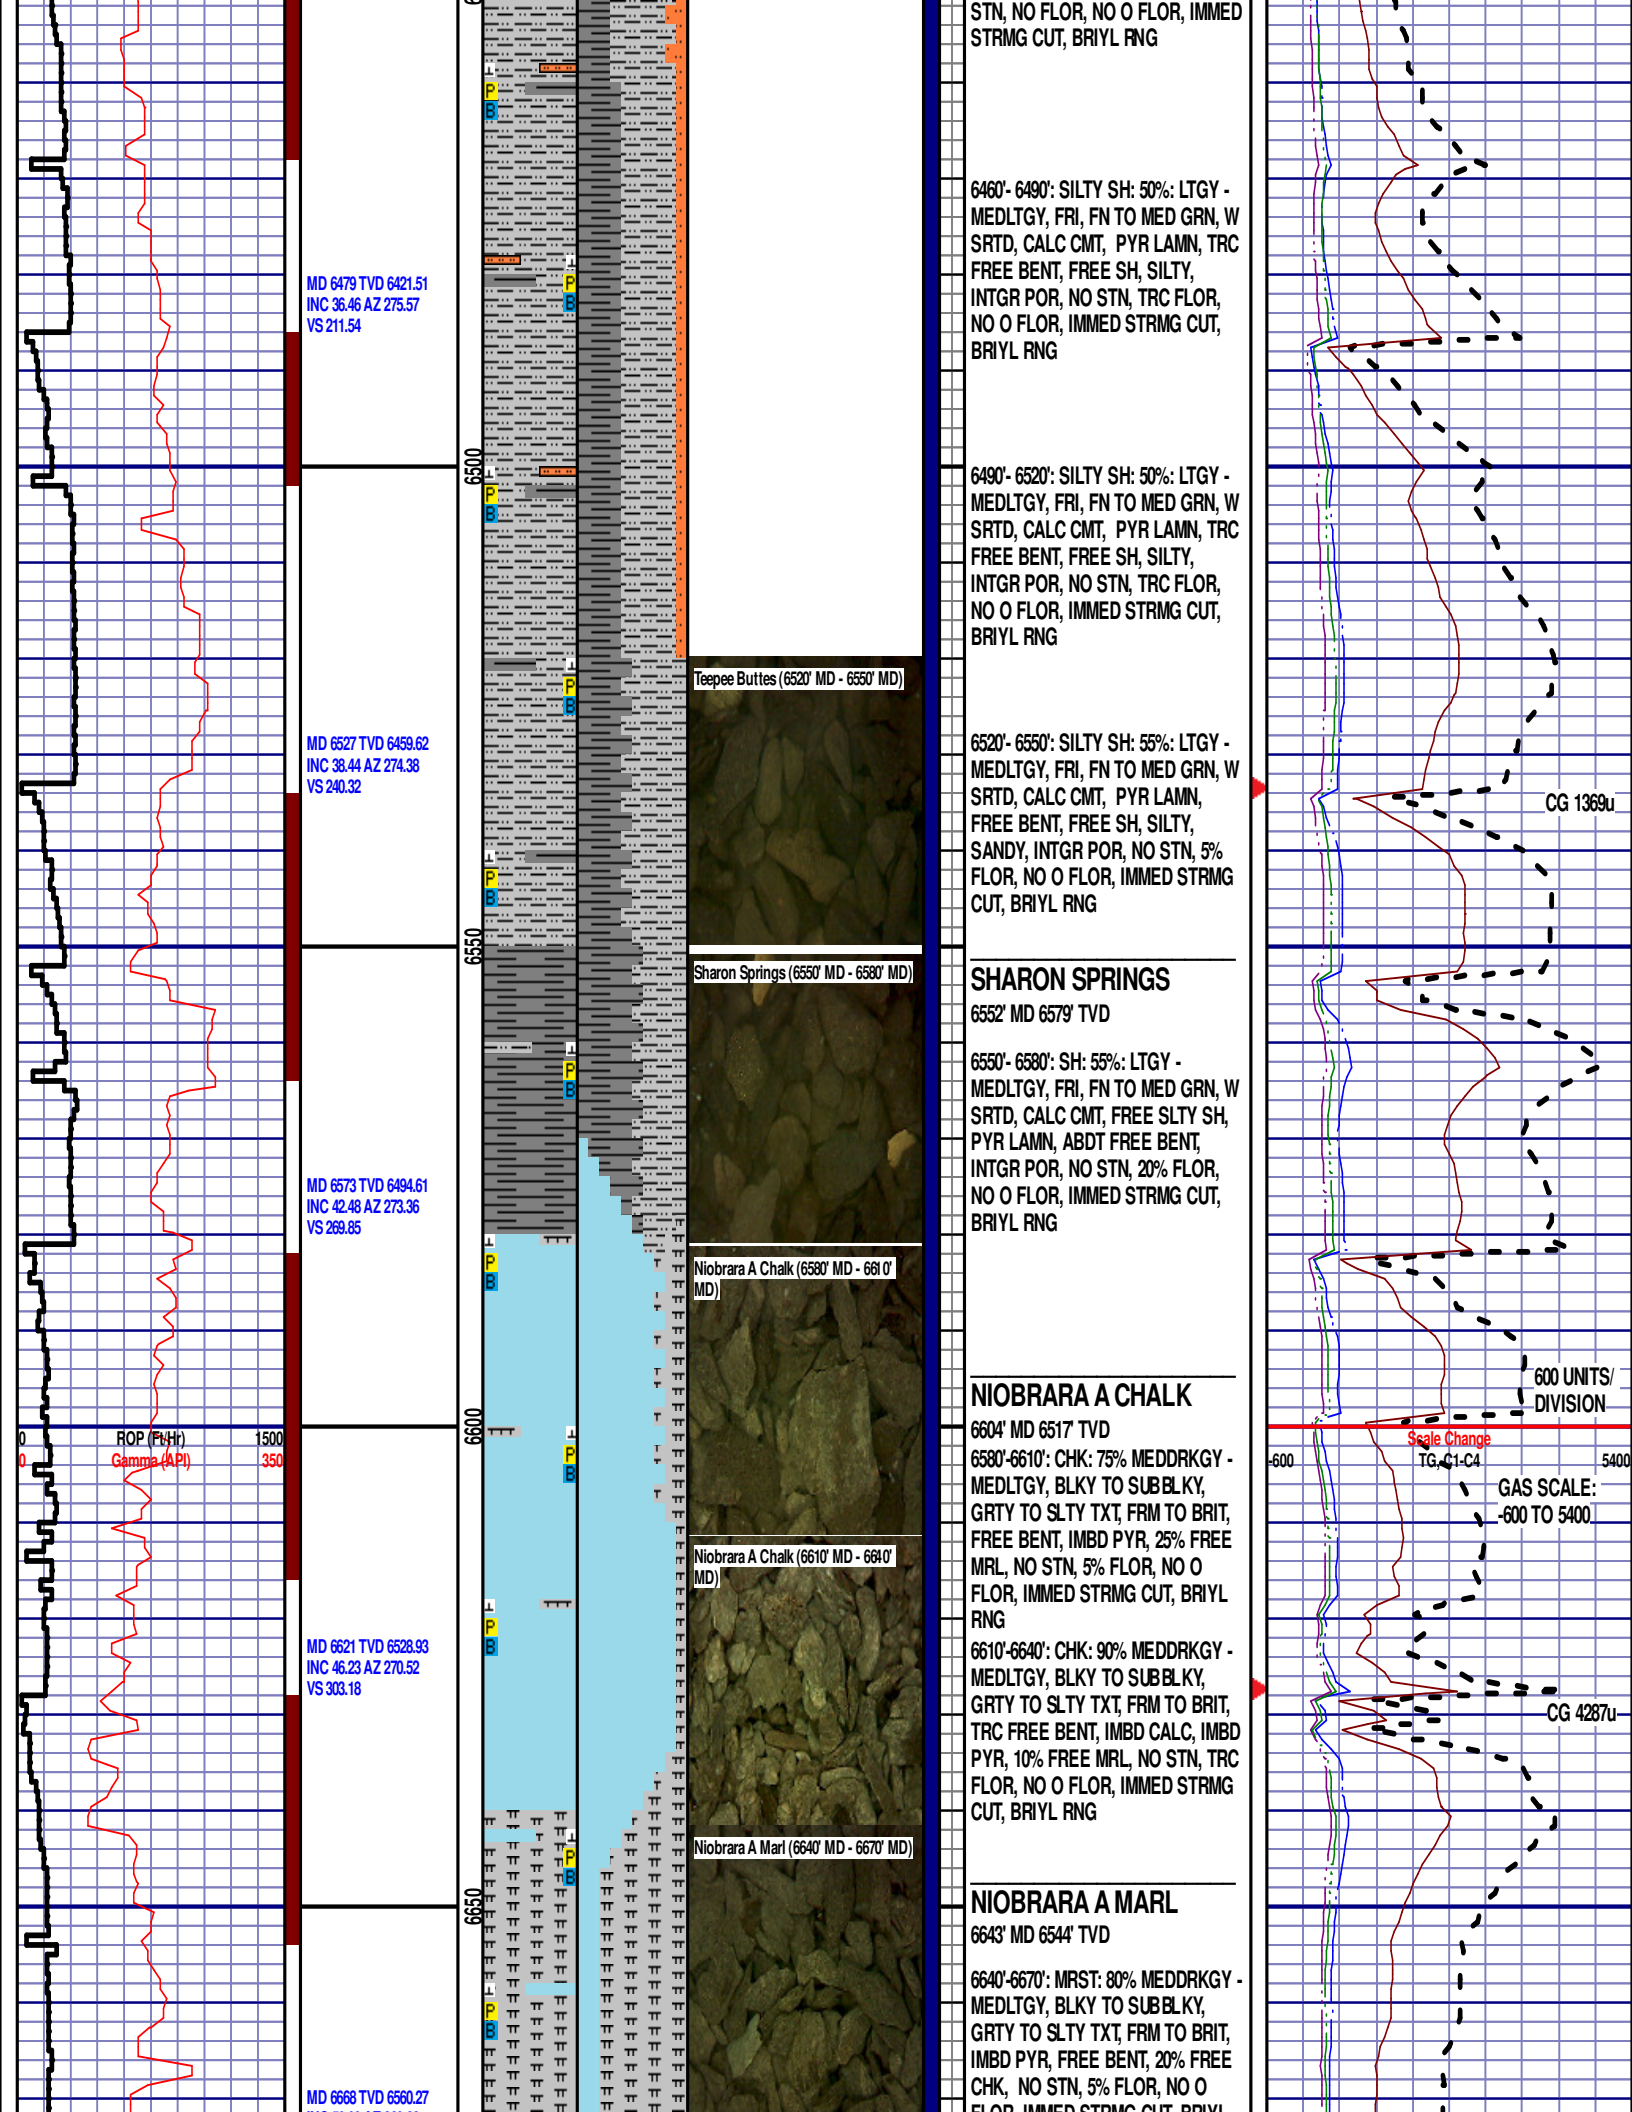 STN, NO FLOR, NO O FLOR, IMMED
STRMG CUT, BRIYL RNG
6460'- 6490': SILTY SH: 50%: LTGY -
MEDLTGY, FRI, FN TO MED GRN, W
SRTD, CALC CMT, PYR LAMN, TRC
FREE BENT, FREE SH, SILTY,
INTGR POR, NO STN, TRC FLOR,
NO O FLOR, IMMED STRMG CUT,
BRIYL RNG
MD 6479 TVD 6421.51
INC 36.46 AZ 275.57
VS 211.54
6500
6490'- 6520': SILTY SH: 50%: LTGY -
MEDLTGY, FRI, FN TO MED GRN, W
SRTD, CALC CMT, PYR LAMN, TRC
FREE BENT, FREE SH, SILTY,
INTGR POR, NO STN, TRC FLOR,
NO O FLOR, IMMED STRMG CUT,
BRIYL RNG
Teepee Buttes (6520' MD - 6550' MD)
MD 6527 TVD 6459.62
INC 38.44 AZ 274.38
VS 240.32
6520'- 6550': SILTY SH: 55%: LTGY -
MEDLTGY, FRI, FN TO MED GRN, W
SRTD, CALC CMT, PYR LAMN,
FREE BENT, FREE SH, SILTY,
SANDY, INTGR POR, NO STN, 5%
FLOR, NO O FLOR, IMMED STRMG
CUT, BRIYL RNG
CG 1369u
6550
Sharon Springs (6550' MD - 6580' MD)
SHARON SPRINGS
6552' MD 6579' TVD
6550'- 6580': SH: 55%: LTGY -
MEDLTGY, FRI, FN TO MED GRN, W
SRTD, CALC CMT, FREE SLTY SH,
PYR LAMN, ABDT FREE BENT,
INTGR POR, NO STN, 20% FLOR,
NO O FLOR, IMMED STRMG CUT,
BRIYL RNG
MD 6573 TVD 6494.61
INC 42.48 AZ 273.36
VS 269.85
Niobrara A Chalk (6580' MD - 6610'
MD)
6600
NIOBRARA A CHALK
6604' MD 6517' TVD
600 UNITS/
DIVISION
0 ROP (Ft/Hr) 1500
0 Gamma (API) 350
Scale Change
-600 TG, C1-C4 5400
GAS SCALE:
-600 TO 5400
6580'-6610': CHK: 75% MEDDRKGY -
MEDLTGY, BLKY TO SUBBLKY,
GRTY TO SLTY TXT, FRM TO BRIT,
FREE BENT, IMBD PYR, 25% FREE
MRL, NO STN, 5% FLOR, NO O
FLOR, IMMED STRMG CUT, BRIYL
RNG
Niobrara A Chalk (6610' MD - 6640'
MD)
MD 6621 TVD 6528.93
INC 46.23 AZ 270.52
VS 303.18
6610'-6640': CHK: 90% MEDDRKGY -
MEDLTGY, BLKY TO SUBBLKY,
GRTY TO SLTY TXT, FRM TO BRIT,
TRC FREE BENT, IMBD CALC, IMBD
PYR, 10% FREE MRL, NO STN, TRC
FLOR, NO O FLOR, IMMED STRMG
CUT, BRIYL RNG
CG 4287u
Niobrara A Marl (6640' MD - 6670' MD)
6650
NIOBRARA A MARL
6643' MD 6544' TVD
6640'-6670': MRST: 80% MEDDRKGY -
MEDLTGY, BLKY TO SUBBLKY,
GRTY TO SLTY TXT, FRM TO BRIT,
IMBD PYR, FREE BENT, 20% FREE
CHK, NO STN, 5% FLOR, NO O
FLOR, IMMED STRMG CUT, BRIYL
MD 6668 TVD 6560.27